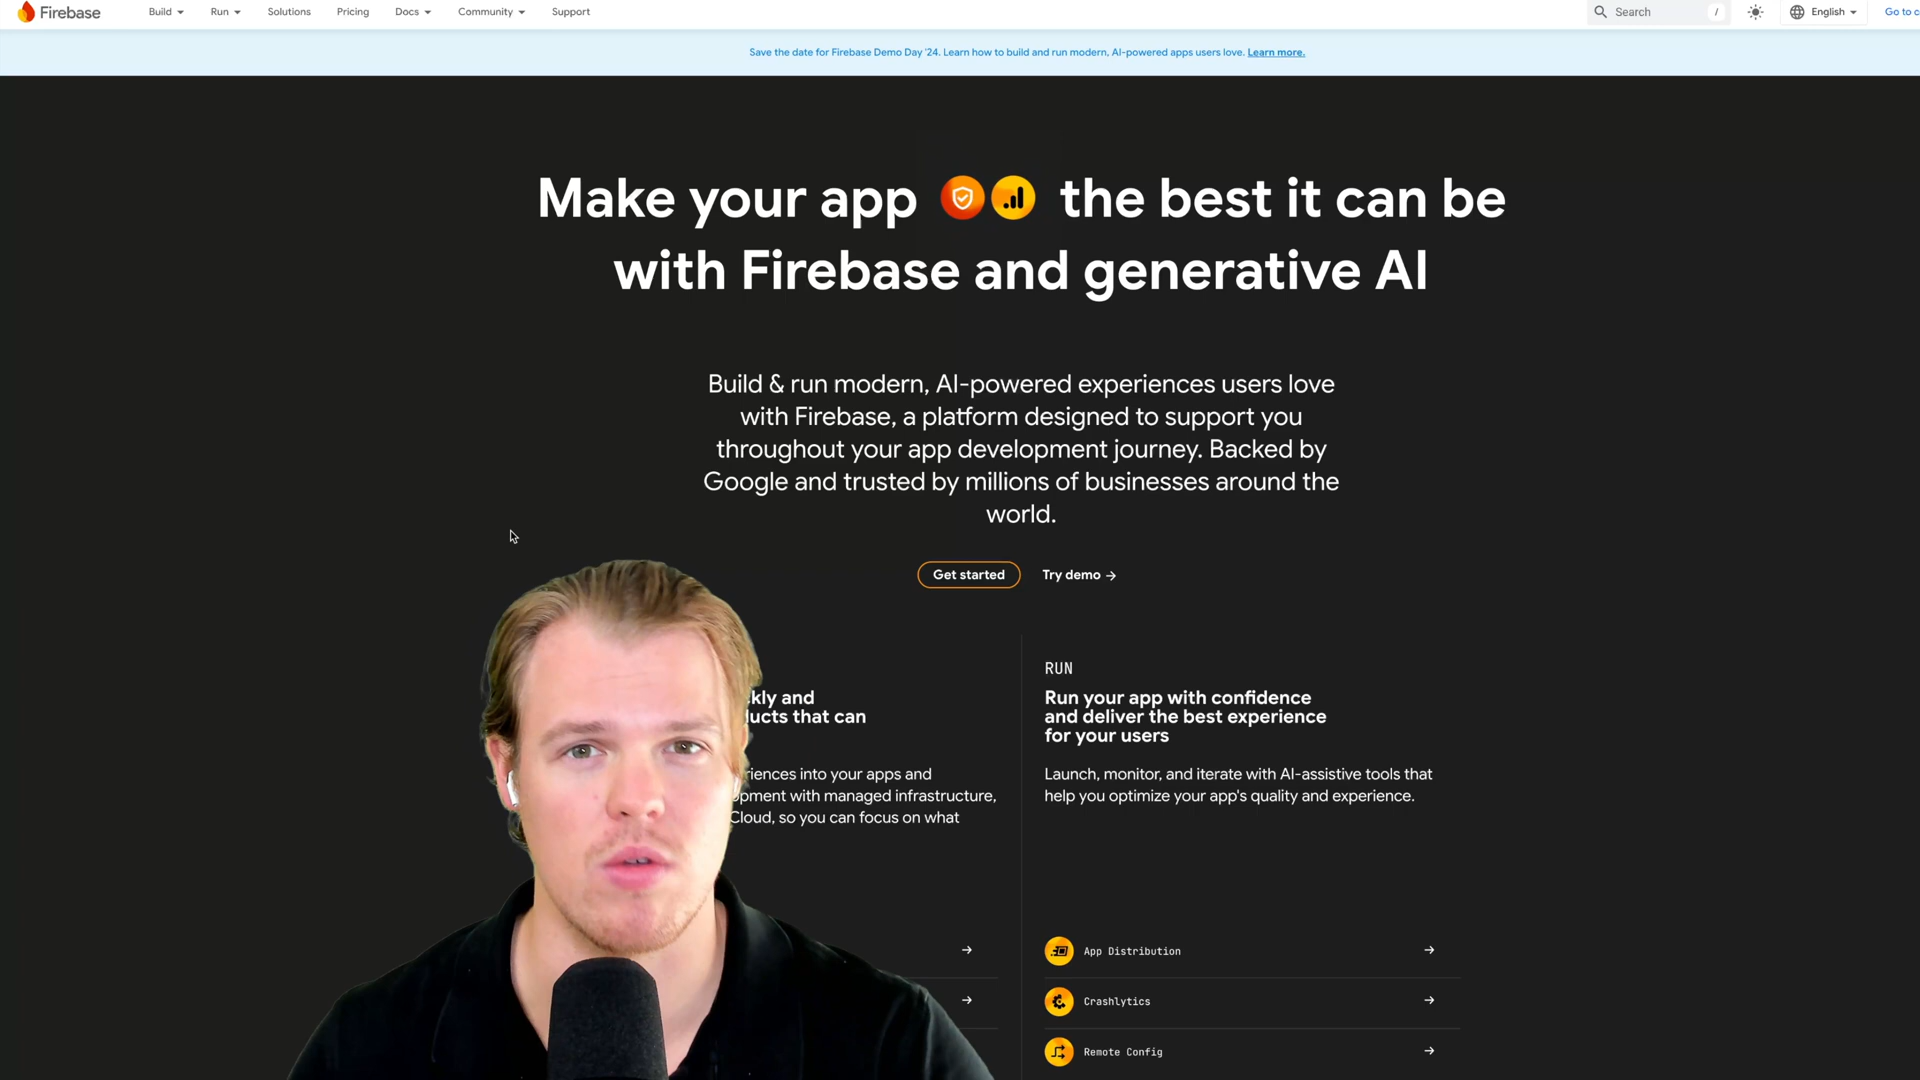 Firebase
Build
Run
Solutions
Pricing
Docs
Community
Support
Search
/
English
Go to
Save the date for Firebase Demo Day '24. Learn how to build and run modern, AI-powered apps users love. Learn more.
Make your app the best it can be
with Firebase and generative AI
Build & run modern, AI-powered experiences users love
with Firebase, a platform designed to support you
throughout your app development journey. Backed by
Google and trusted by millions of businesses around the
world.
Get started
Try demo
and
that can
into your apps and
with managed infrastructure,
Cloud, so you can focus on what
RUN
Run your app with confidence
and deliver the best experience
for your users
Launch, monitor, and iterate with AI-assistive tools that
help you optimize your app's quality and experience.
App Distribution
Crashlytics
Remote Config